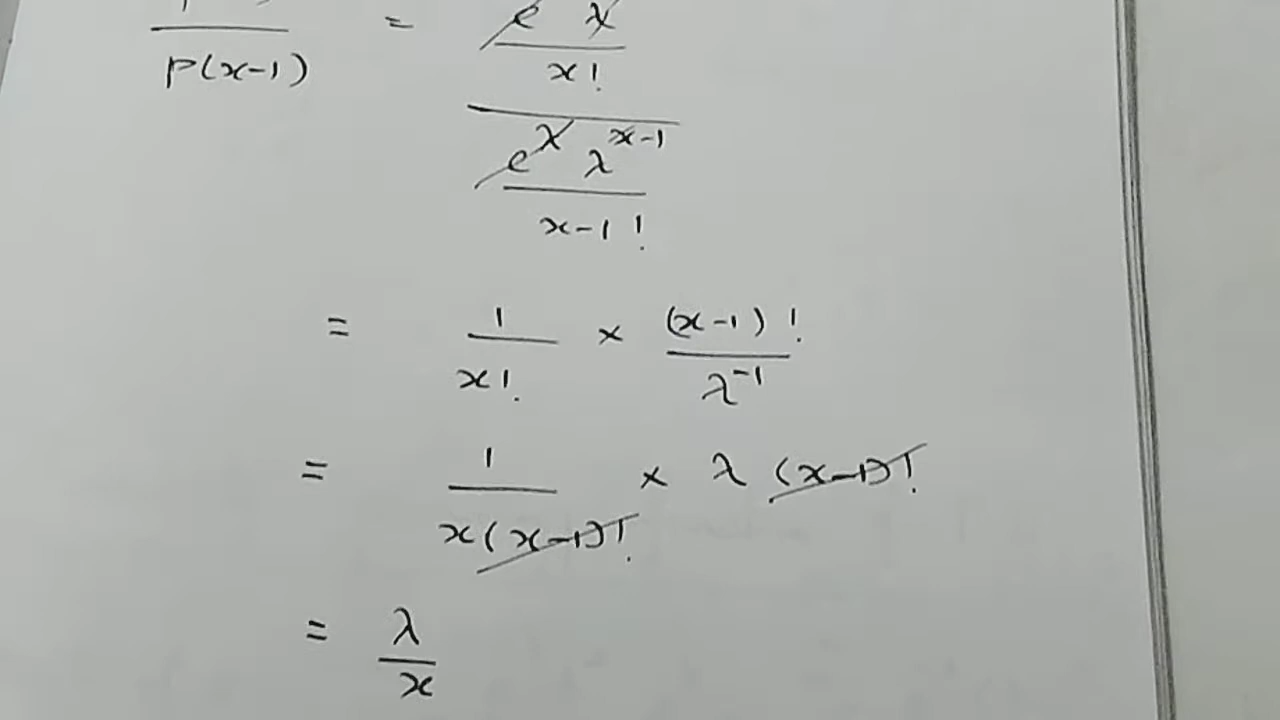 P(x-1) = e λ
x!
e^λ λ^x-1
x-1 !
= 1/x! × (x-1) !/λ^-1
= 1/x(x-1)! × λ (x-1)!
= λ/x